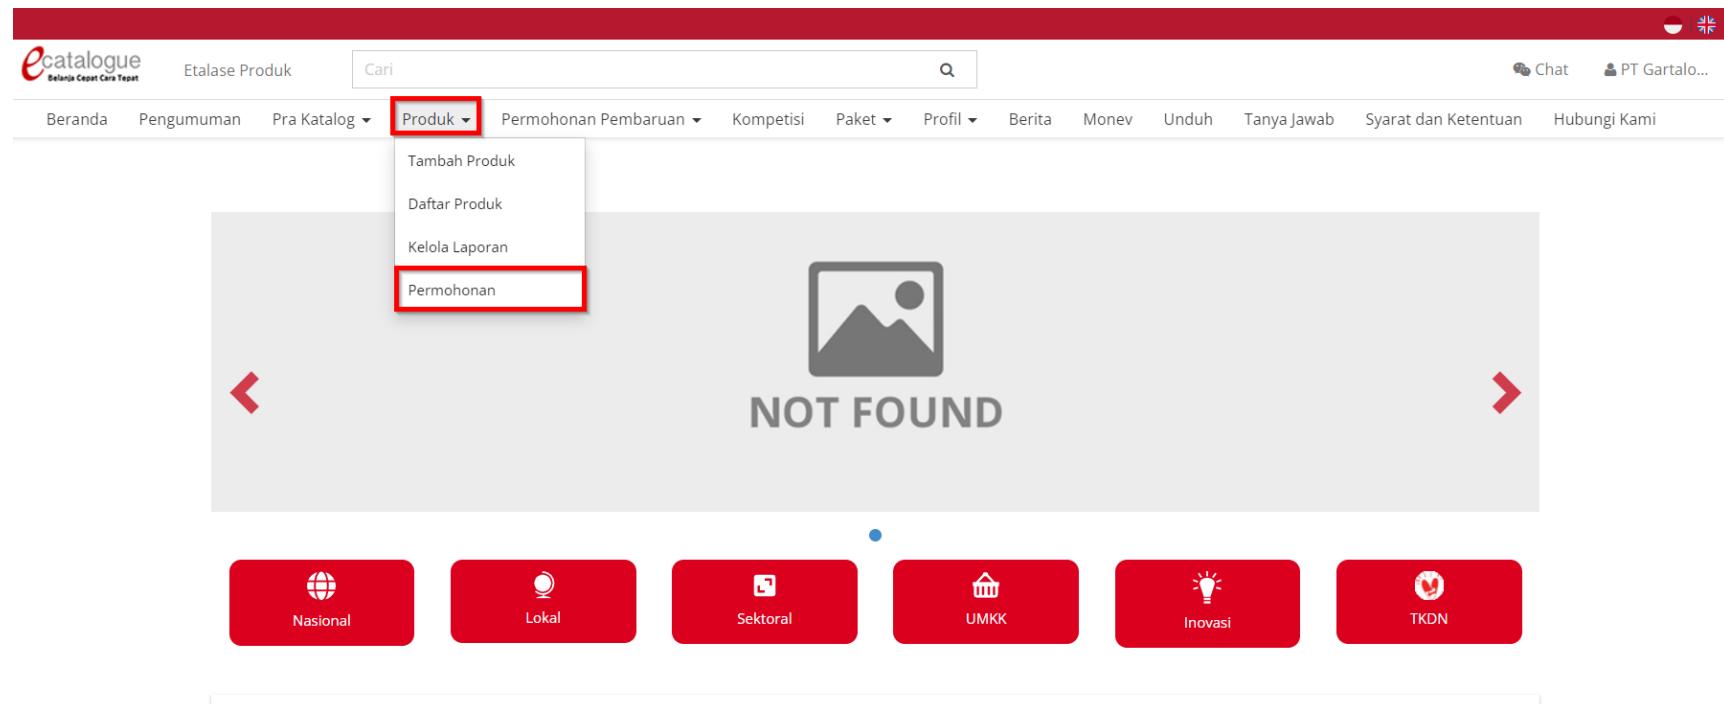 ecatalogue
Belanja Cepat Cara Tepat
Etalase Produk
Cari
Chat
PT Gartalo...
Beranda Pengumuman Pra Katalog Produk Permohonan Pembaruan Kompetisi Paket Profil Berita Monev Unduh Tanya Jawab Syarat dan Ketentuan Hubungi Kami
Tambah Produk
Daftar Produk
Kelola Laporan
Permohonan
NOT FOUND
Nasional
Lokal
Sektoral
UMKK
Inovasi
TKDN